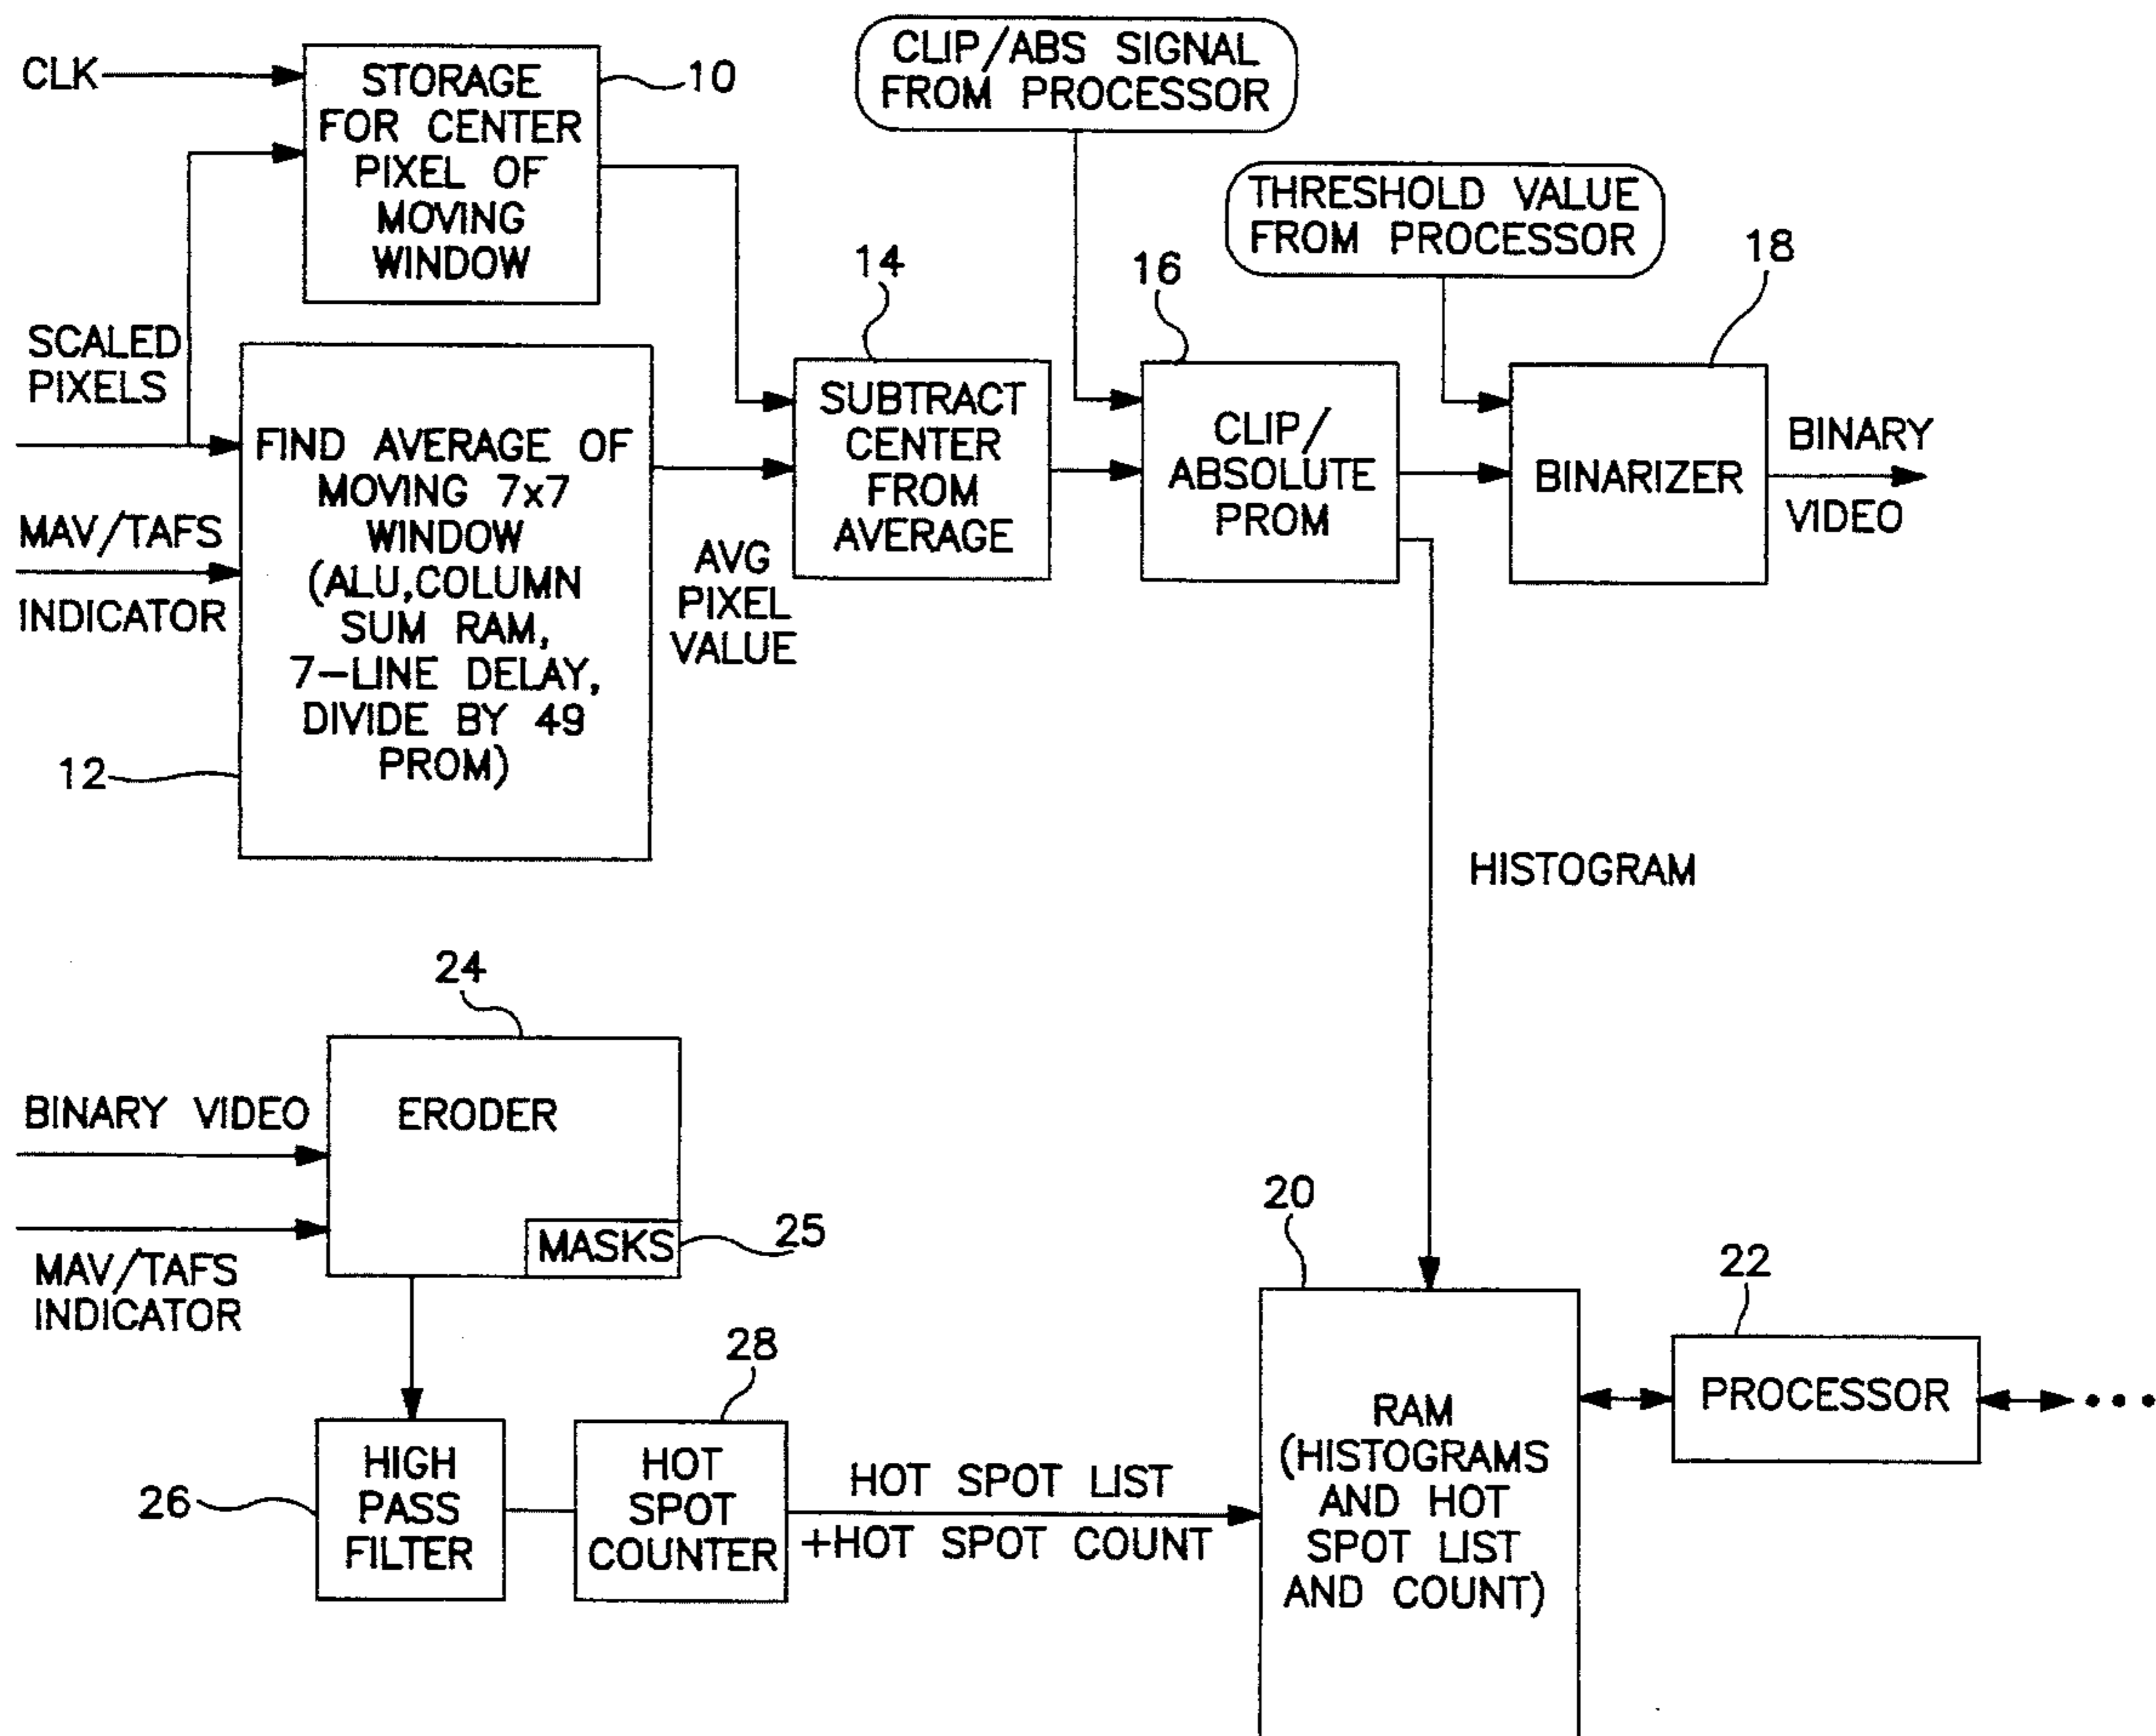 CLK
STORAGE
FOR CENTER
PIXEL OF
MOVING
WINDOW
10
CLIP/ABS SIGNAL
FROM PROCESSOR
THRESHOLD VALUE
FROM PROCESSOR
SCALED
PIXELS
MAV/TAFS
INDICATOR
FIND AVERAGE OF
MOVING 7x7
WINDOW
(ALU,COLUMN
SUM RAM,
7-LINE DELAY,
DIVIDE BY 49
PROM)
12
AVG
PIXEL
VALUE
14
SUBTRACT
CENTER
FROM
AVERAGE
16
CLIP/
ABSOLUTE
PROM
18
BINARIZER
BINARY
VIDEO
HISTOGRAM
24
BINARY VIDEO
MAV/TAFS
INDICATOR
ERODER
MASKS
25
26
HIGH
PASS
FILTER
28
HOT
SPOT
COUNTER
HOT SPOT LIST
+HOT SPOT COUNT
20
RAM
(HISTOGRAMS
AND HOT
SPOT LIST
AND COUNT)
22
PROCESSOR